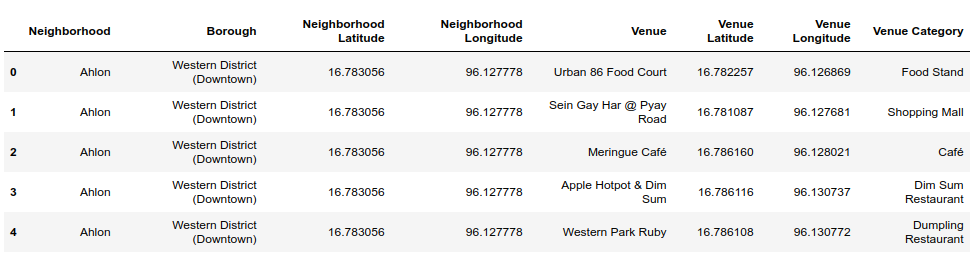 Neighborhood Borough Neighborhood Latitude Neighborhood Longitude Venue Venue Latitude Venue Longitude Venue Category
0 Ahlon Western District (Downtown) 16.783056 96.127778 Urban 86 Food Court 16.782257 96.126869 Food Stand
1 Ahlon Western District (Downtown) 16.783056 96.127778 Sein Gay Har @ Pyay Road 16.781087 96.127681 Shopping Mall
2 Ahlon Western District (Downtown) 16.783056 96.127778 Meringue Café 16.786160 96.128021 Café
3 Ahlon Western District (Downtown) 16.783056 96.127778 Apple Hotpot & Dim Sum 16.786116 96.130737 Dim Sum Restaurant
4 Ahlon Western District (Downtown) 16.783056 96.127778 Western Park Ruby 16.786108 96.130772 Dumpling Restaurant